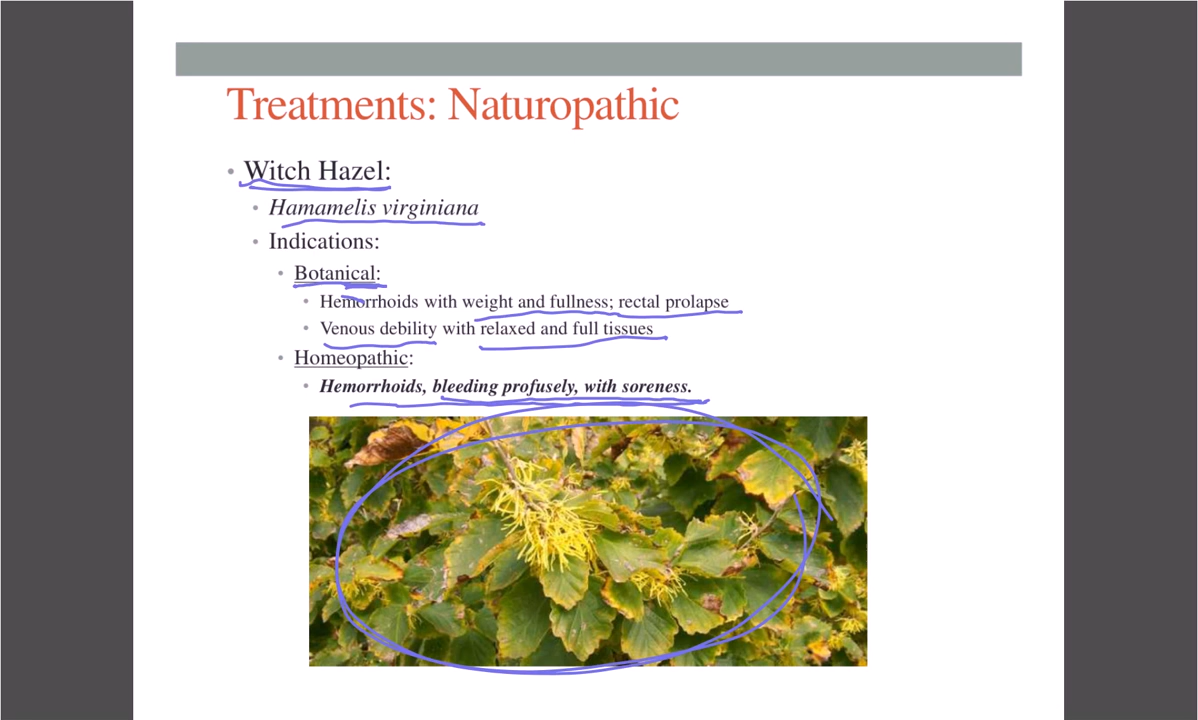 Treatments: Naturopathic
• Witch Hazel:
• Hamamelis virginiana
• Indications:
• Botanical:
• Hemorrhoids with weight and fullness; rectal prolapse
• Venous debility with relaxed and full tissues
• Homeopathic:
• Hemorrhoids, bleeding profusely, with soreness.